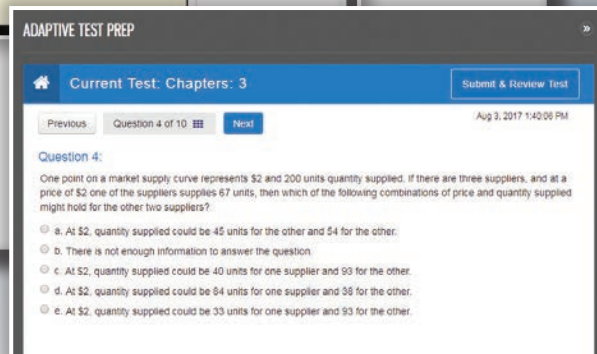 ADAPTIVE TEST PREP »
Current Test: Chapters: 3
Submit & Review Test
Previous
Question 4 of 10
Next
Aug 3, 2017 1:40:06 PM
Question 4:
One point on a market supply curve represents $2 and 200 units quantity supplied. If there are three suppliers, and at a
price of $2 one of the suppliers supplies 67 units, then which of the following combinations of price and quantity supplied
might hold for the other two suppliers?
a. At $2, quantity supplied could be 45 units for the other and 54 for the other.
b. There is not enough information to answer the question.
c. At $2, quantity supplied could be 40 units for one supplier and 93 for the other.
d. At $2, quantity supplied could be 84 units for one supplier and 38 for the other.
e. At $2, quantity supplied could be 33 units for one supplier and 93 for the other.